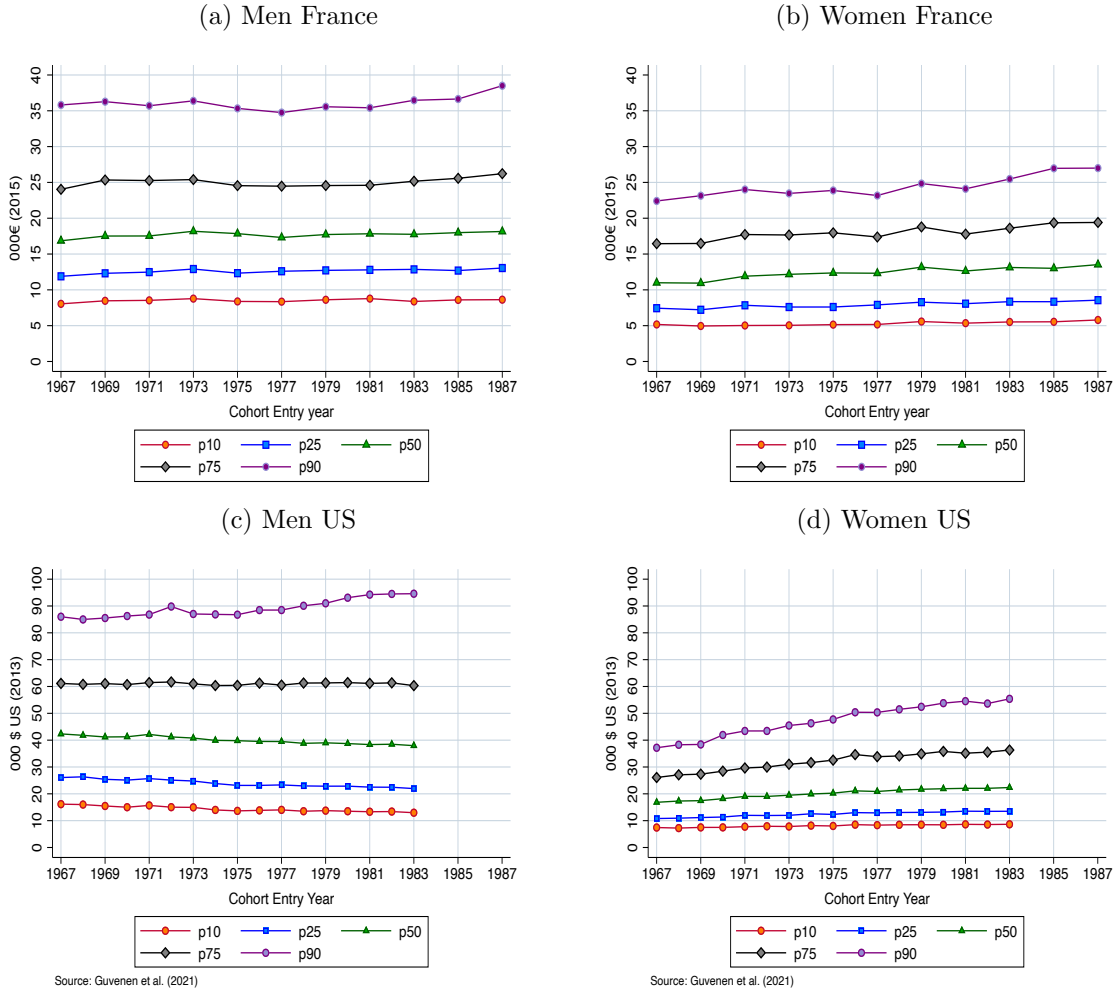 (a) Men France
(b) Women France
000€ (2015)
40
35
30
25
20
15
10
5
0
1967 1969 1971 1973 1975 1977 1979 1981 1983 1985 1987
Cohort Entry year
p10 p25 p50
p75 p90
000€ (2015)
40
35
30
25
20
15
10
5
0
1967 1969 1971 1973 1975 1977 1979 1981 1983 1985 1987
Cohort Entry year
p10 p25 p50
p75 p90
(c) Men US
(d) Women US
000 $ US (2013)
100
90
80
70
60
50
40
30
20
10
0
1967 1969 1971 1973 1975 1977 1979 1981 1983 1985 1987
Cohort Entry Year
p10 p25 p50
p75 p90
Source: Guvenen et al. (2021)
000 $ US (2013)
100
90
80
70
60
50
40
30
20
10
0
1967 1969 1971 1973 1975 1977 1979 1981 1983 1985 1987
Cohort Entry Year
p10 p25 p50
p75 p90
Source: Guvenen et al. (2021)